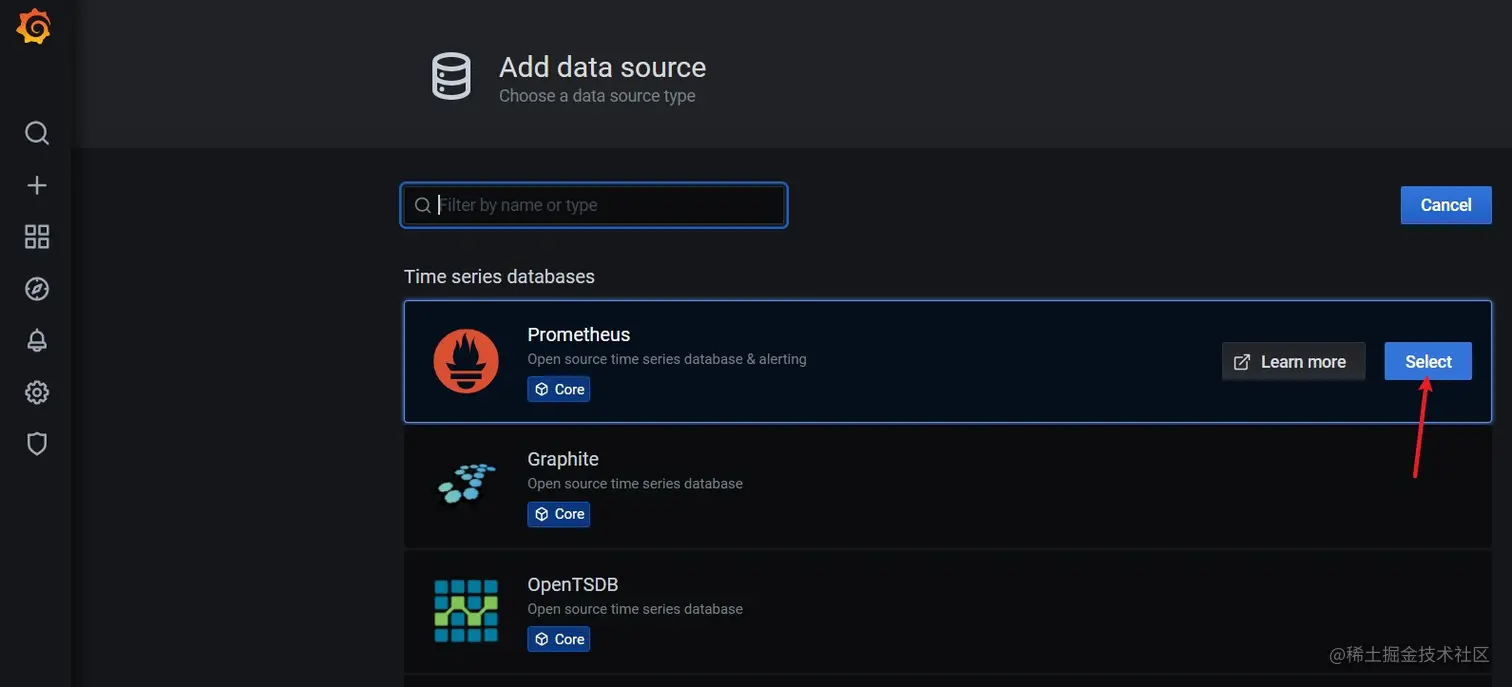 Add data source
Choose a data source type
Filter by name or type
Cancel
Time series databases
Prometheus
Open source time series database & alerting
Core
Learn more
Select
Graphite
Open source time series database
Core
OpenTSDB
Open source time series database
Core
@稀土掘金技术社区